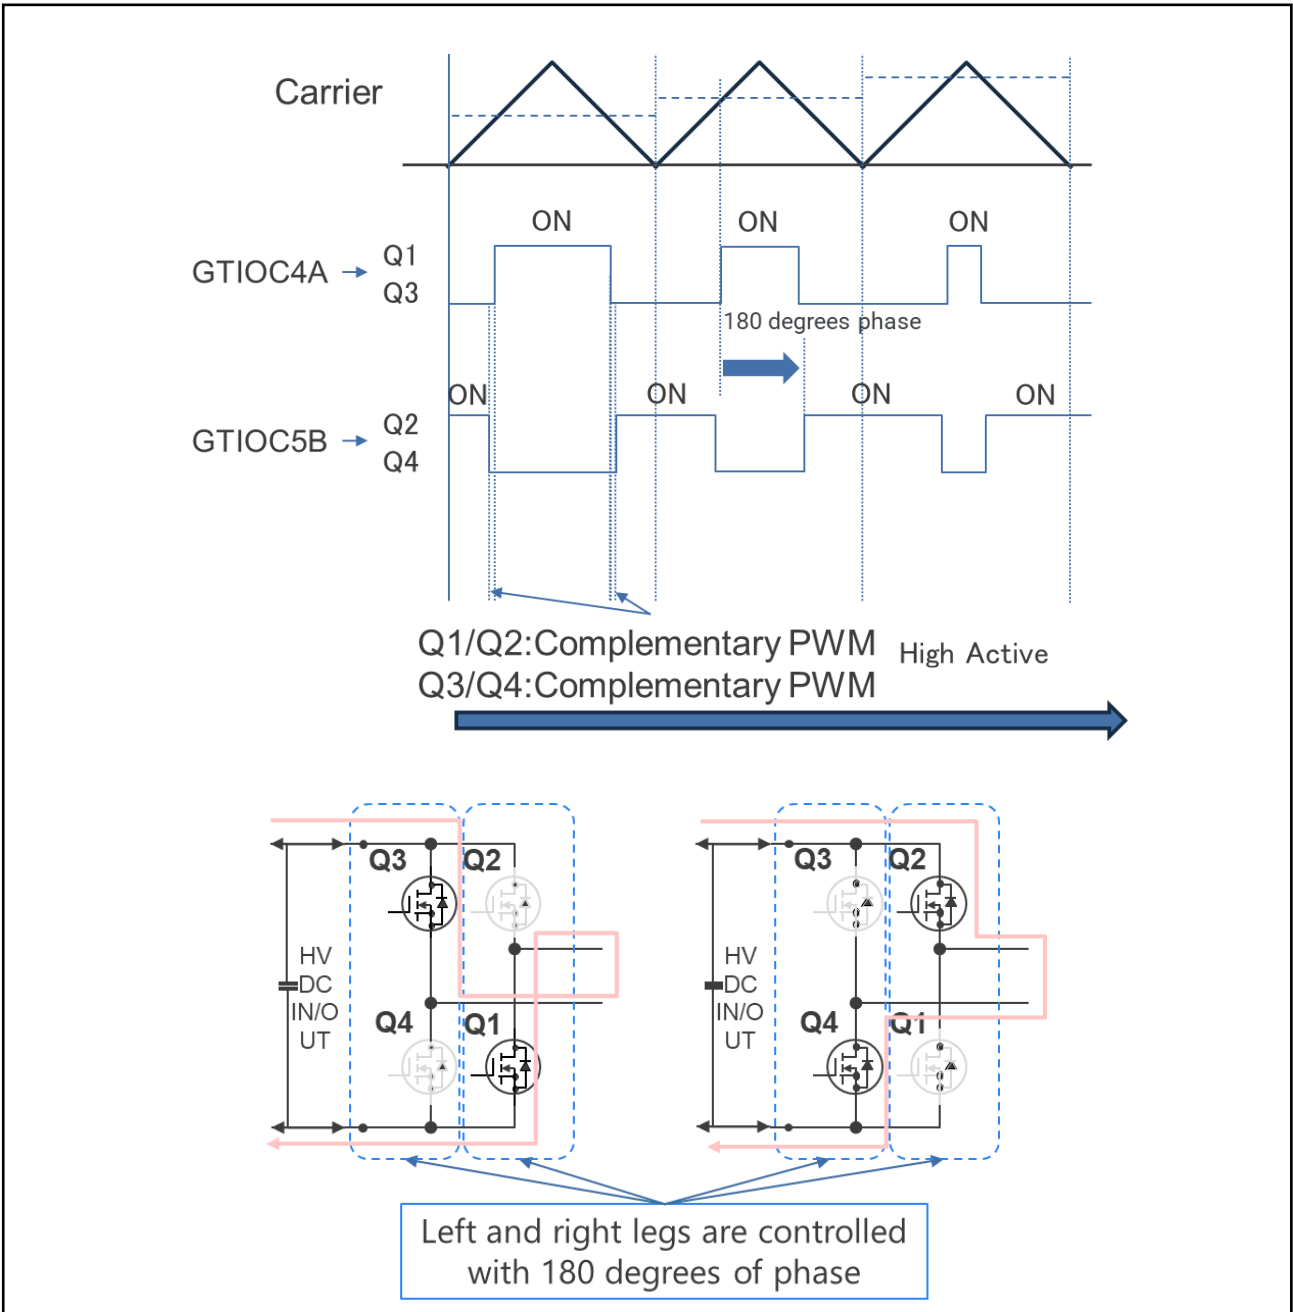 Carrier
ON
ON
ON
GTIOC4A
Q1
Q3
180 degrees phase
ON
ON
ON
ON
GTIOC5B
Q2
Q4
Q1/Q2:Complementary PWM
High Active
Q3/Q4:Complementary PWM
Q3
Q2
HV
DC
IN/O
UT
Q4
Q1
Q3
Q2
HV
DC
IN/O
UT
Q4
Q1
Left and right legs are controlled
with 180 degrees of phase